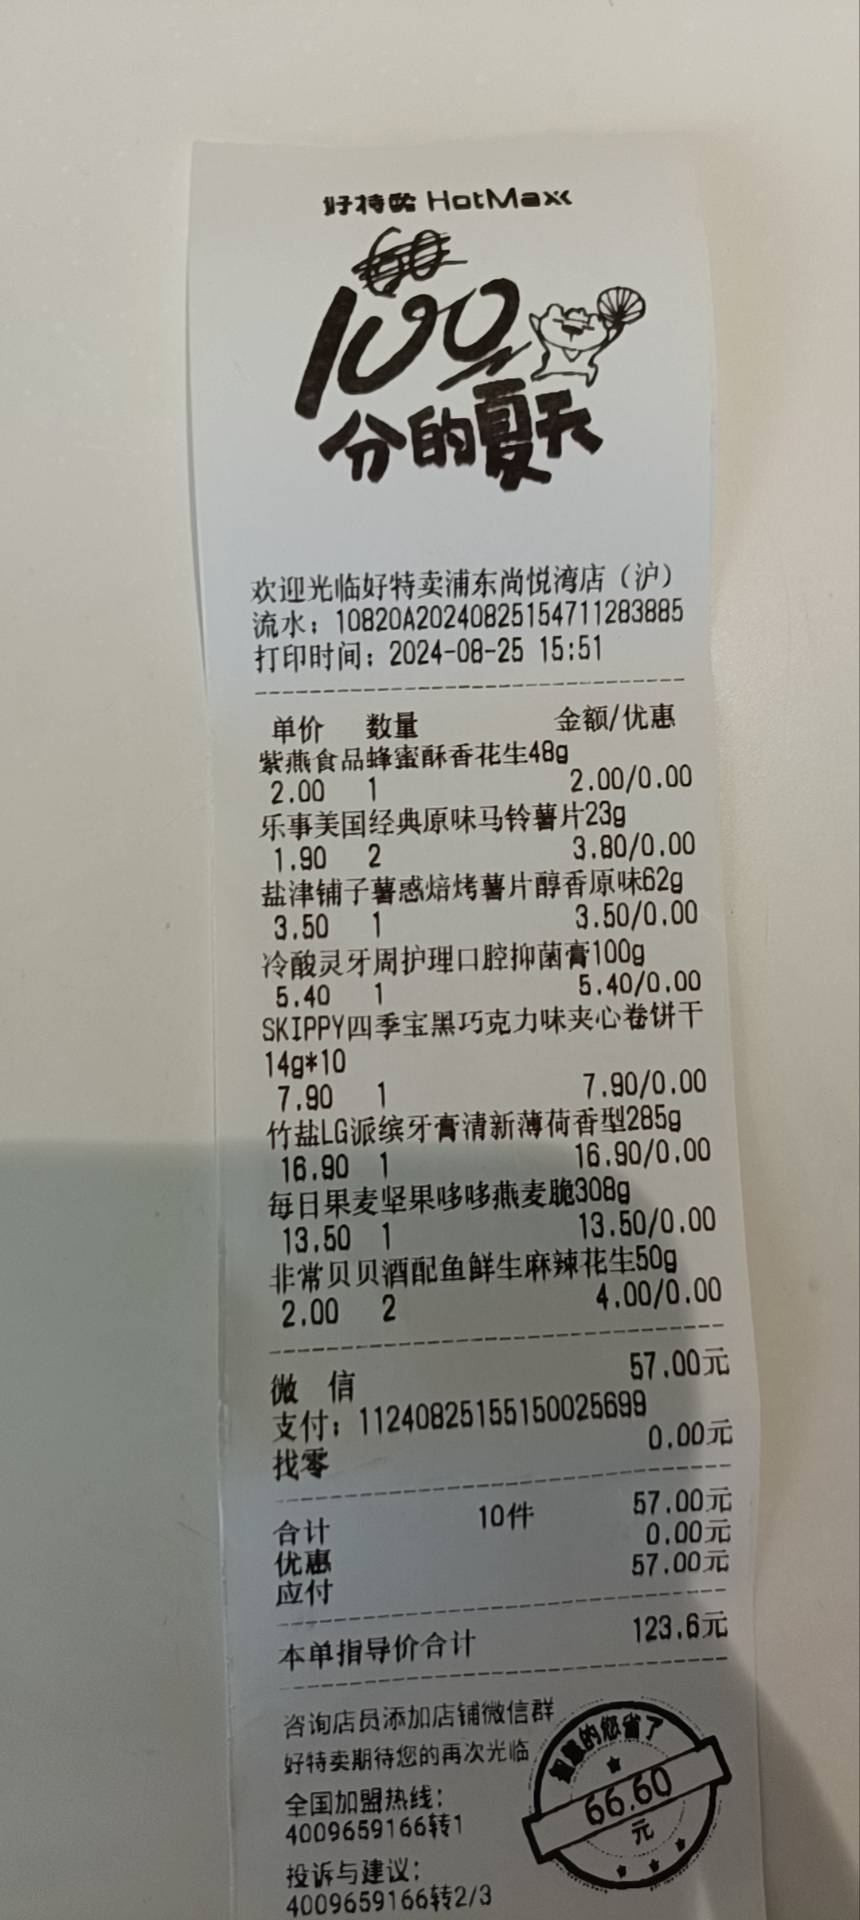 好特卖 HotMaxx
100
分的夏天
欢迎光临好特卖浦东尚悦湾店（沪）
流水：10820A20240825154711283885
打印时间：2024-08-25 15:51
单价 数量 金额/优惠
紫燕食品蜂蜜酥香花生48g
2.00 1 2.00/0.00
乐事美国经典原味马铃薯片23g
1.90 2 3.80/0.00
盐津铺子薯惑焙烤薯片醇香原味62g
3.50 1 3.50/0.00
冷酸灵牙周护理口腔抑菌膏100g
5.40 1 5.40/0.00
SKIPPY四季宝黑巧克力味夹心卷饼干
14g*10
7.90 1 7.90/0.00
竹盐LG派缤牙膏清新薄荷香型285g
16.90 1 16.90/0.00
每日果麦坚果哆哆燕麦脆308g
13.50 1 13.50/0.00
非常贝贝酒配鱼鲜生麻辣花生50g
2.00 2 4.00/0.00
微 信 57.00元
支付：11240825155150025699
找零 0.00元
合计 10件 57.00元
优惠 0.00元
应付 57.00元
本单指导价合计 123.6元
咨询店员添加店铺微信群
好特卖期待您的再次光临
全国加盟热线：
4009659166转1
投诉与建议：
4009659166转2/3
的您省了
66.60
元